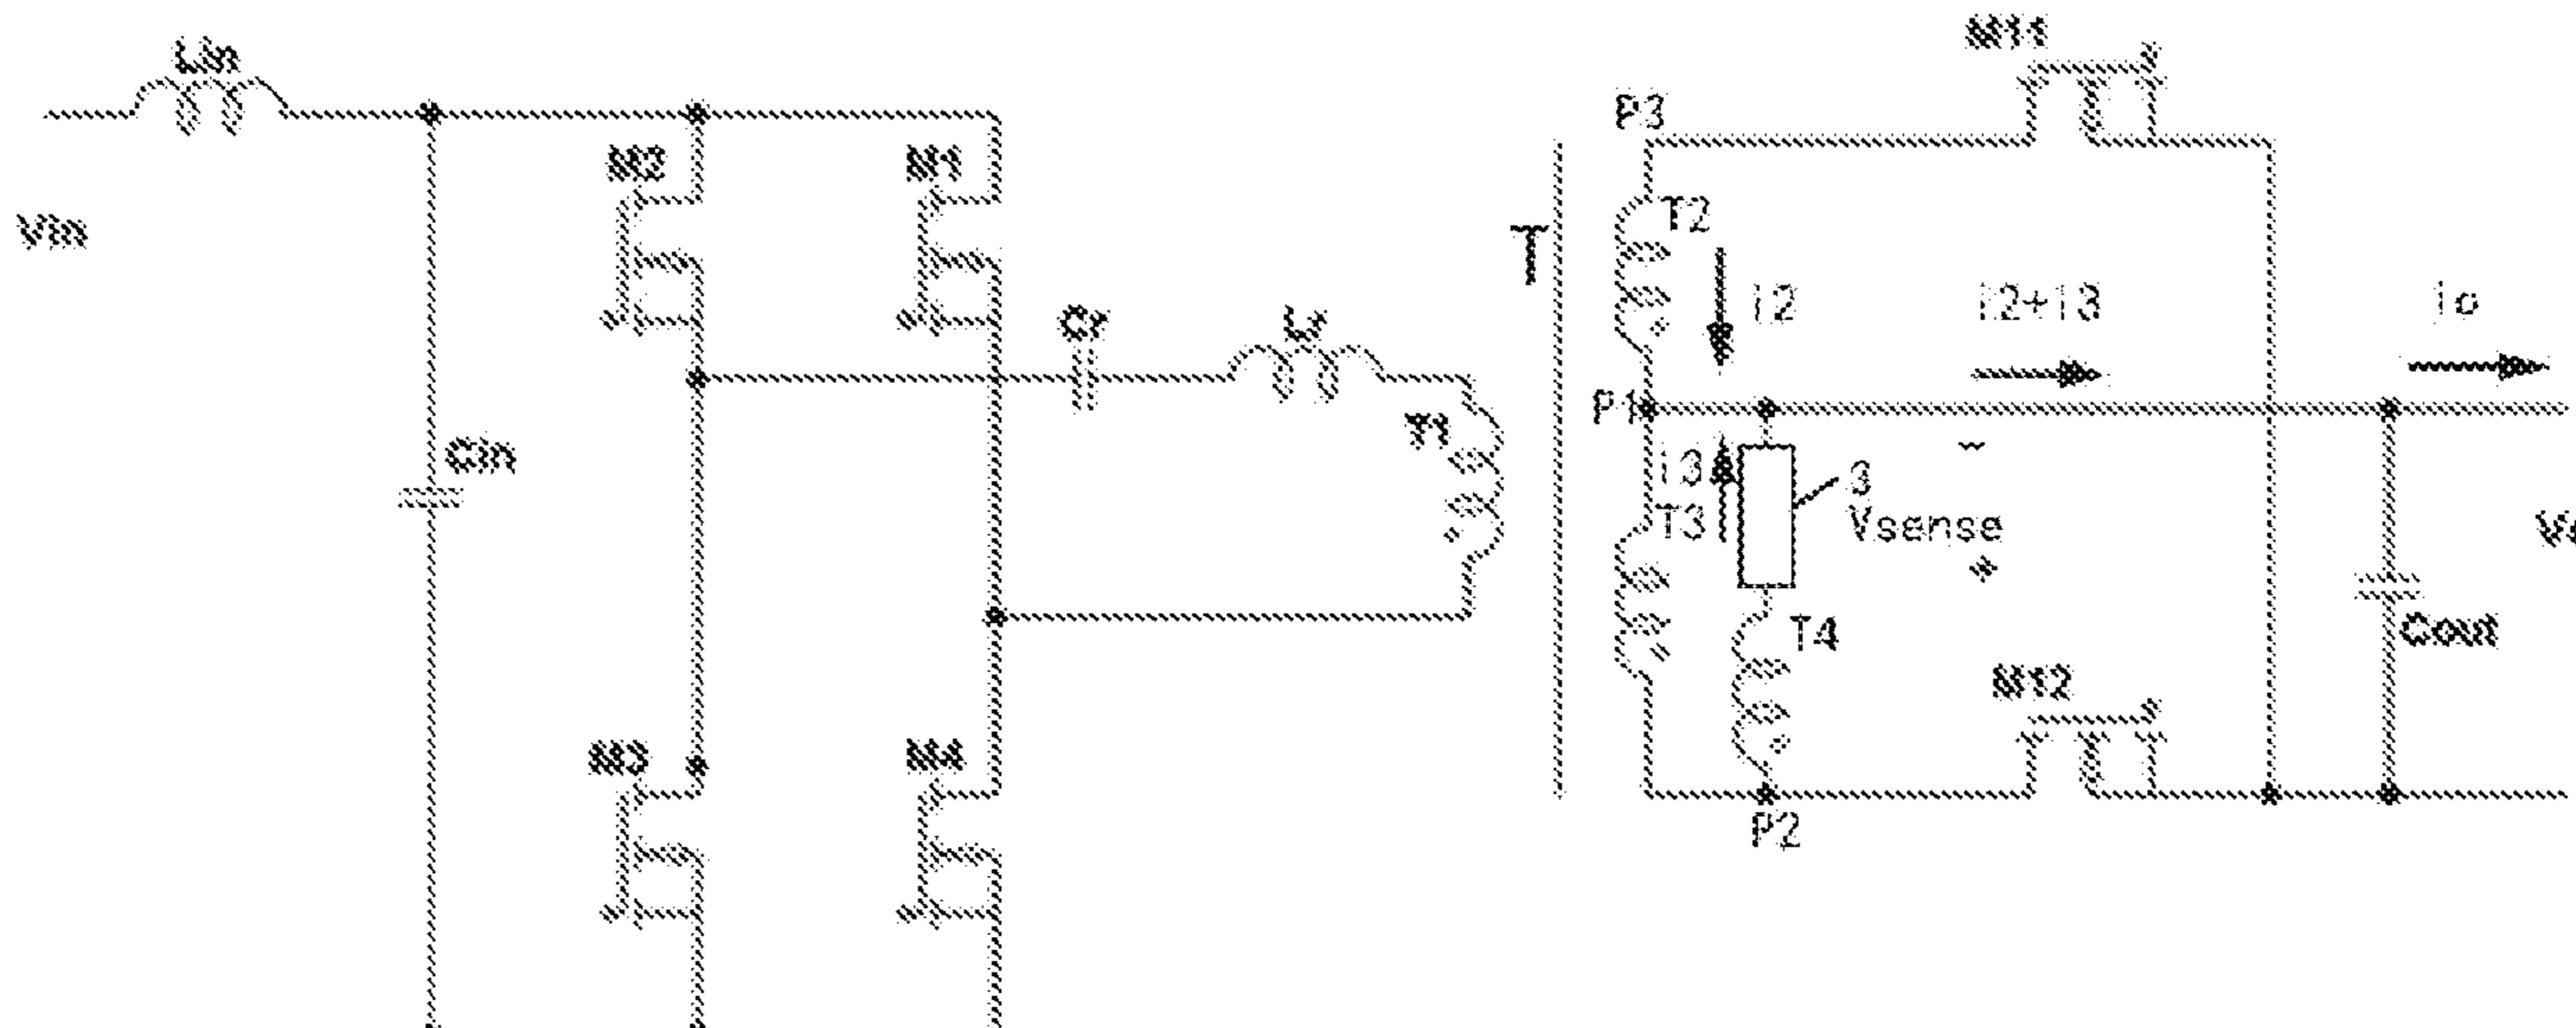 Lin
M11
P3
M2
M1
T2
Vin
T
i2
i2+i3
io
Cr
Lr
P1
T1
Cin
i3
3
T3
Vsense
T4
Cout
M12
M3
M4
P2